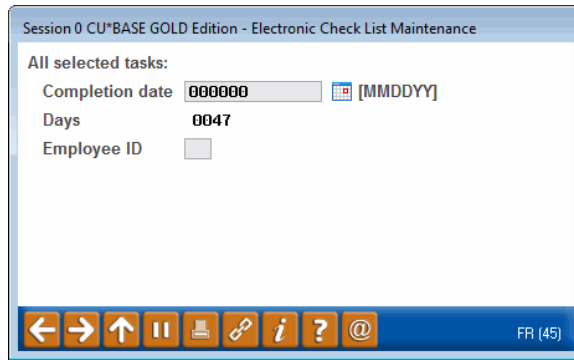 Session 0 CU*BASE GOLD Edition - Electronic Check List Maintenance
All selected tasks:
Completion date 000000 [MMDDYY]
Days 0047
Employee ID
i ? @ FR (45)